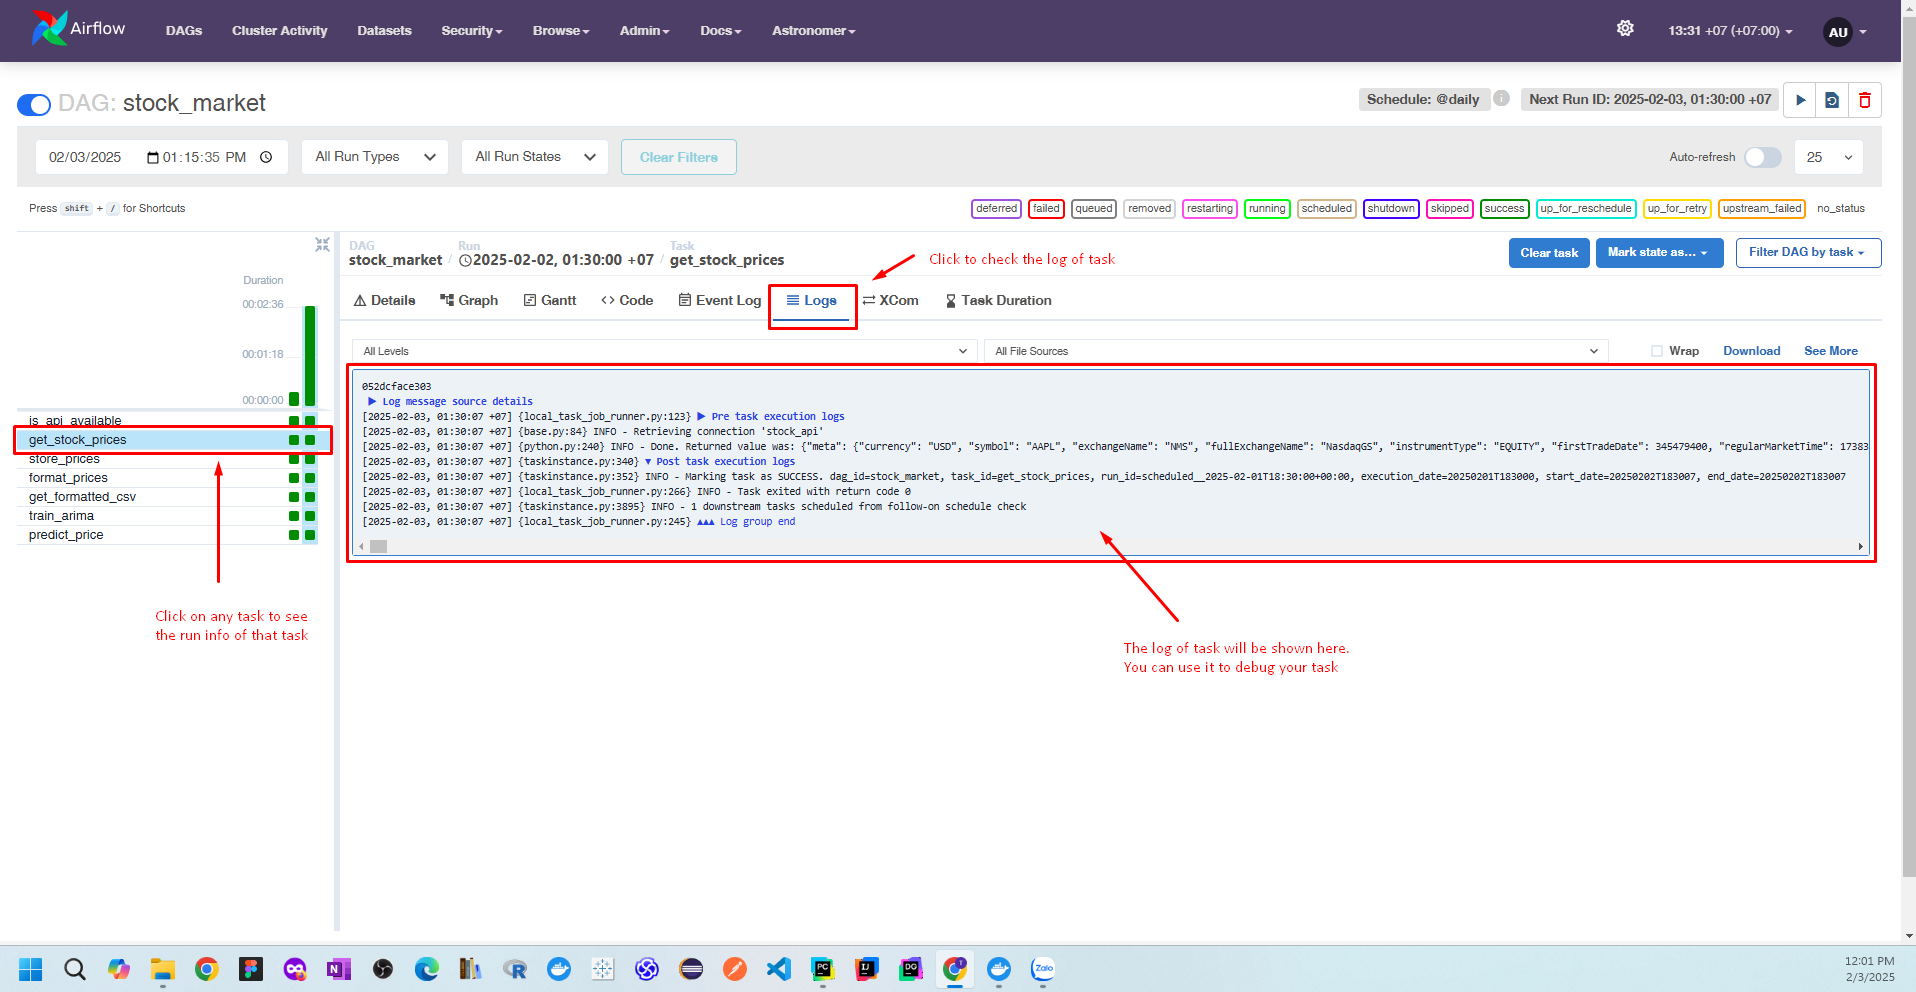 Airflow
DAGs Cluster Activity Datasets Security Browse Admin Docs Astronomer 13:31 +07 (+07:00) AU
DAG: stock_market
Schedule: @daily Next Run ID: 2025-02-03, 01:30:00 +07
02/03/2025 01:15:35 PM All Run Types All Run States Clear Filters Auto-refresh 25
Press shift + / for Shortcuts
deferred failed queued removed restarting running scheduled shutdown skipped success up_for_reschedule up_for_retry upstream_failed no_status
DAG Run Task
stock_market / 2025-02-02, 01:30:00 +07 / get_stock_prices
Click to check the log of task
Clear task Mark state as... Filter DAG by task
Details Graph Gantt Code Event Log Logs XCom Task Duration
Duration
00:02:36
00:01:18
00:00:00
is_api_available
get_stock_prices
store_prices
format_prices
get_formatted_csv
train_arima
predict_price
Click on any task to see
the run info of that task
All Levels All File Sources Wrap Download See More
052dcface303
▶ Log message source details
[2025-02-03, 01:30:07 +07] {local_task_job_runner.py:123} ▶ Pre task execution logs
[2025-02-03, 01:30:07 +07] {base.py:84} INFO - Retrieving connection 'stock_api'
[2025-02-03, 01:30:07 +07] {python.py:240} INFO - Done. Returned value was: {"meta": {"currency": "USD", "symbol": "AAPL", "exchangeName": "NMS", "fullExchangeName": "NasdaqGS", "instrumentType": "EQUITY", "firstTradeDate": 345479400, "regularMarketTime": 17383
[2025-02-03, 01:30:07 +07] {taskinstance.py:340} ▼ Post task execution logs
[2025-02-03, 01:30:07 +07] {taskinstance.py:352} INFO - Marking task as SUCCESS. dag_id=stock_market, task_id=get_stock_prices, run_id=scheduled__2025-02-01T18:30:00+00:00, execution_date=20250201T183000, start_date=20250202T183007, end_date=20250202T183007
[2025-02-03, 01:30:07 +07] {local_task_job_runner.py:266} INFO - Task exited with return code 0
[2025-02-03, 01:30:07 +07] {taskinstance.py:3895} INFO - 1 downstream tasks scheduled from follow-on schedule check
[2025-02-03, 01:30:07 +07] {local_task_job_runner.py:245} ▲▲▲ Log group end
The log of task will be shown here.
You can use it to debug your task
12:01 PM
2/3/2025